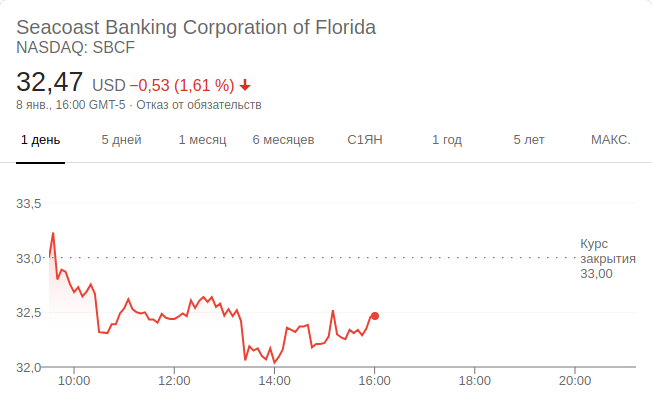 Seacoast Banking Corporation of Florida
NASDAQ: SBCF
32,47 USD −0,53 (1,61 %)
8 янв., 16:00 GMT-5 · Отказ от обязательств
1 день 5 дней 1 месяц 6 месяцев С1ЯН 1 год 5 лет МАКС.
33,5
Курс
33,0 закрытия
33,00
32,5
32,0
10:00 12:00 14:00 16:00 18:00 20:00